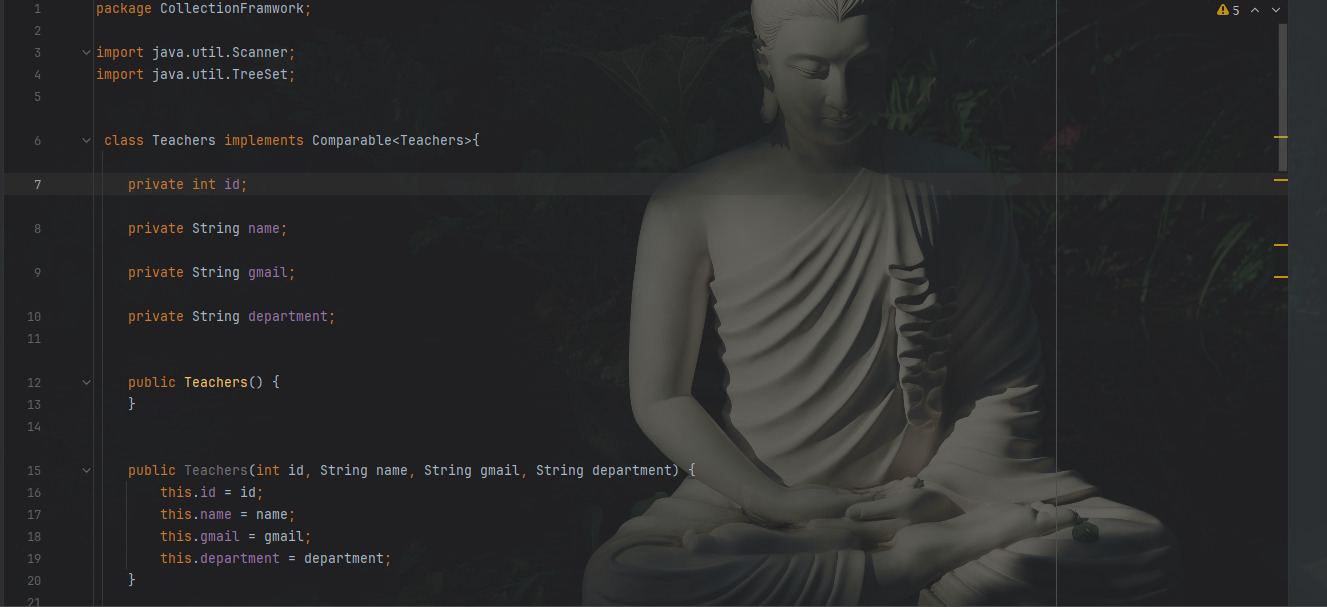 1 package CollectionFramwork;
2
3 import java.util.Scanner;
4 import java.util.TreeSet;
5
6 class Teachers implements Comparable<Teachers>{
7 private int id;
8 private String name;
9 private String gmail;
10 private String department;
11
12 public Teachers() {
13 }
14
15 public Teachers(int id, String name, String gmail, String department) {
16 this.id = id;
17 this.name = name;
18 this.gmail = gmail;
19 this.department = department;
20 }
21
5